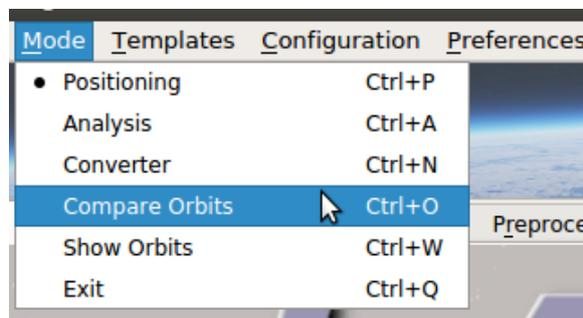 Mode Templates Configuration Preferences
Positioning Ctrl+P
Analysis Ctrl+A
Converter Ctrl+N
Compare Orbits Ctrl+O
Preproce
Show Orbits Ctrl+W
Exit Ctrl+Q